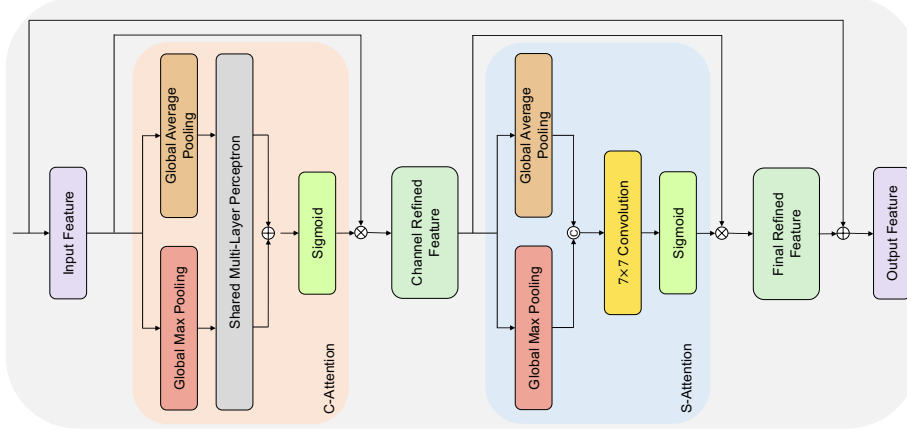 Input Feature
Global Average
Pooling
Global Max Pooling
Shared Multi-Layer Perceptron
Sigmoid
C-Attention
Channel Refined
Feature
Global Average
Pooling
Global Max Pooling
C
7×7 Convolution
Sigmoid
S-Attention
Final Refined
Feature
Output Feature